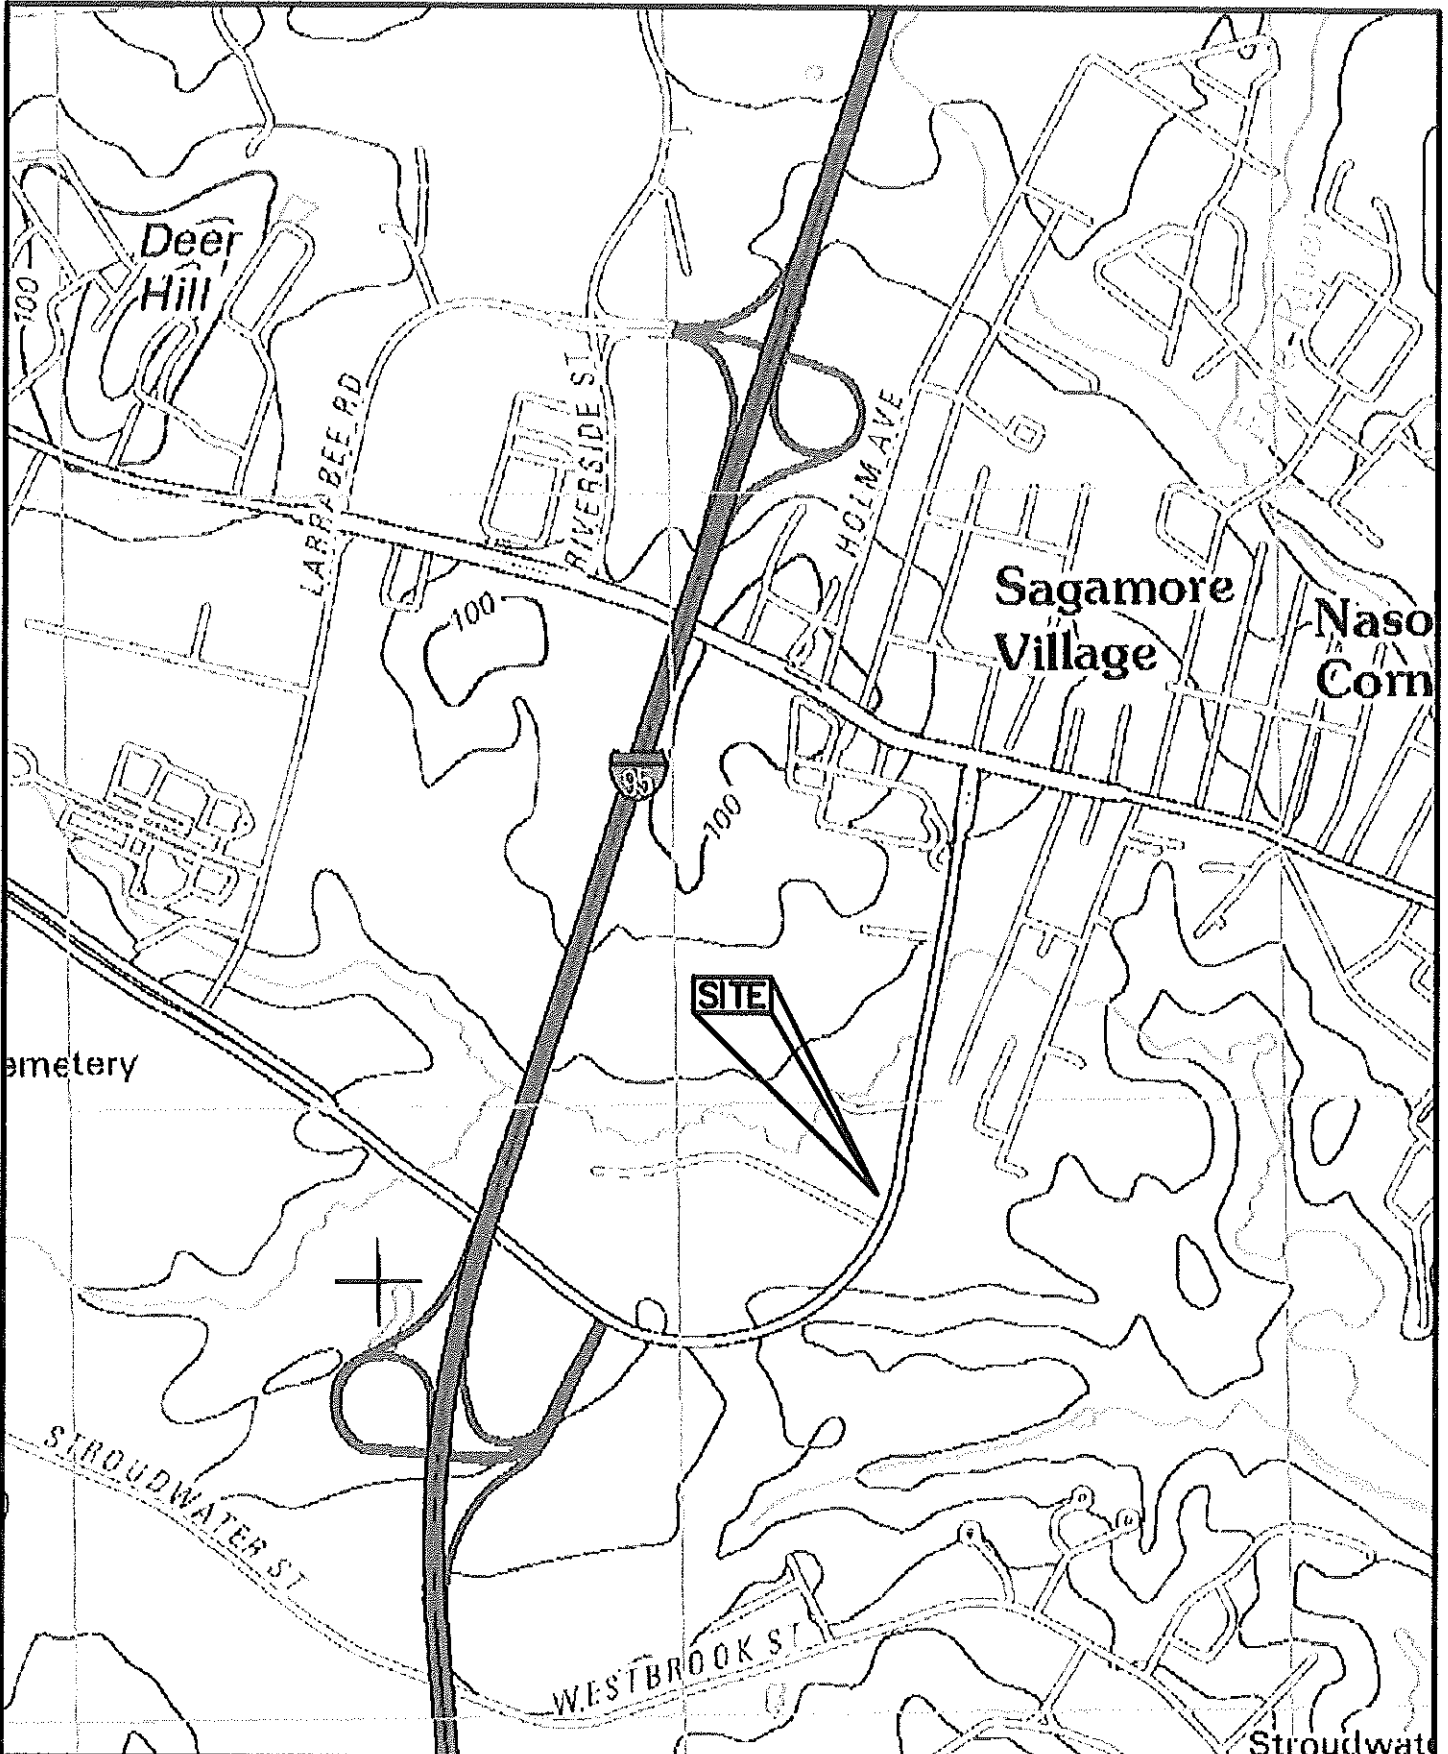 Deer
Hill
100
LARRABEE RD
RIVERSIDE ST
HOLM AVE
Sagamore
Village
Naso
Corn
100
95
100
SITE
emetery
STROUDWATER ST
WESTBROOK ST
Stroudwate